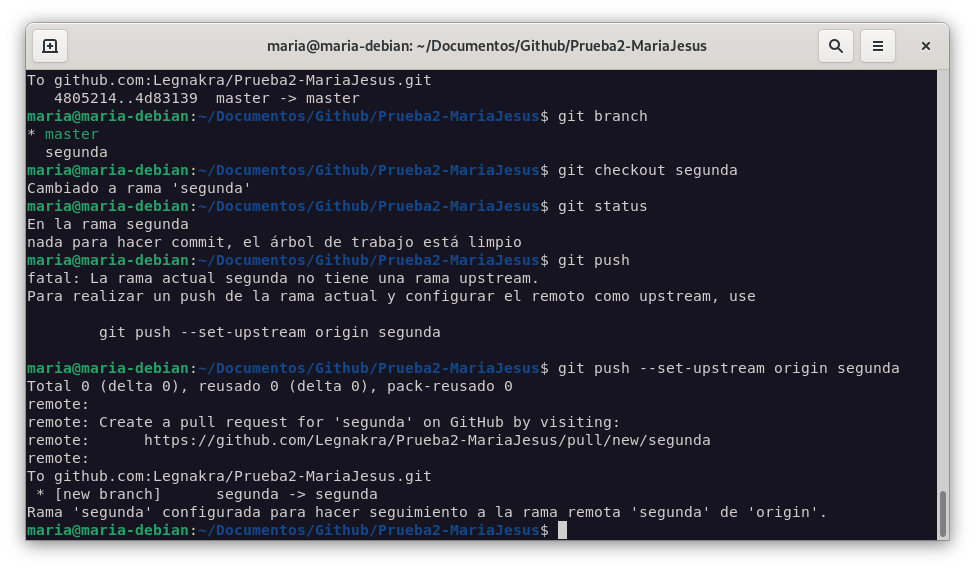 maria@maria-debian: ~/Documentos/Github/Prueba2-MariaJesus
To github.com:Legnakra/Prueba2-MariaJesus.git
   4805214..4d83139  master -> master
maria@maria-debian:~/Documentos/Github/Prueba2-MariaJesus$ git branch
* master
  segunda
maria@maria-debian:~/Documentos/Github/Prueba2-MariaJesus$ git checkout segunda
Cambiado a rama 'segunda'
maria@maria-debian:~/Documentos/Github/Prueba2-MariaJesus$ git status
En la rama segunda
nada para hacer commit, el árbol de trabajo está limpio
maria@maria-debian:~/Documentos/Github/Prueba2-MariaJesus$ git push
fatal: La rama actual segunda no tiene una rama upstream.
Para realizar un push de la rama actual y configurar el remoto como upstream, use
        git push --set-upstream origin segunda
maria@maria-debian:~/Documentos/Github/Prueba2-MariaJesus$ git push --set-upstream origin segunda
Total 0 (delta 0), reusado 0 (delta 0), pack-reusado 0
remote:
remote: Create a pull request for 'segunda' on GitHub by visiting:
remote:      https://github.com/Legnakra/Prueba2-MariaJesus/pull/new/segunda
remote:
To github.com:Legnakra/Prueba2-MariaJesus.git
 * [new branch]      segunda -> segunda
Rama 'segunda' configurada para hacer seguimiento a la rama remota 'segunda' de 'origin'.
maria@maria-debian:~/Documentos/Github/Prueba2-MariaJesus$